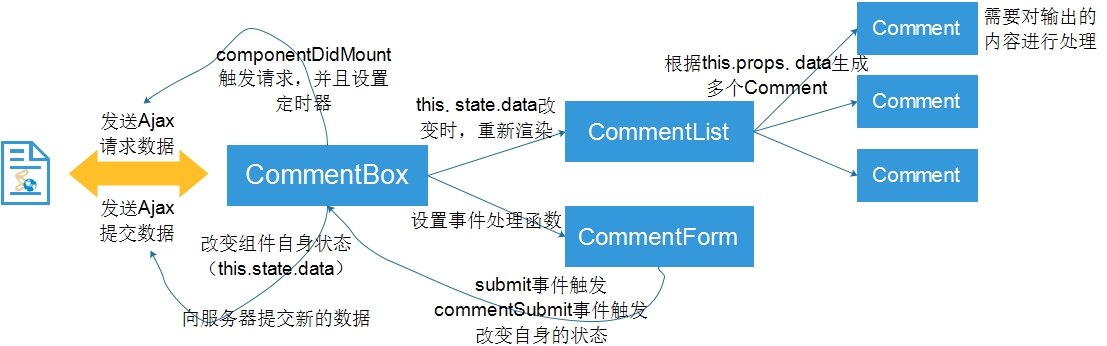 componentDidMount
触发请求，并且设置
定时器
发送Ajax
请求数据
发送Ajax
提交数据
CommentBox
改变组件自身状态
（this.state.data）
向服务器提交新的数据
this. state.data改
变时，重新渲染
设置事件处理函数
CommentList
CommentForm
submit事件触发
commentSubmit事件触发
改变自身的状态
根据this.props. data生成
多个Comment
Comment
需要对输出的
内容进行处理
Comment
Comment